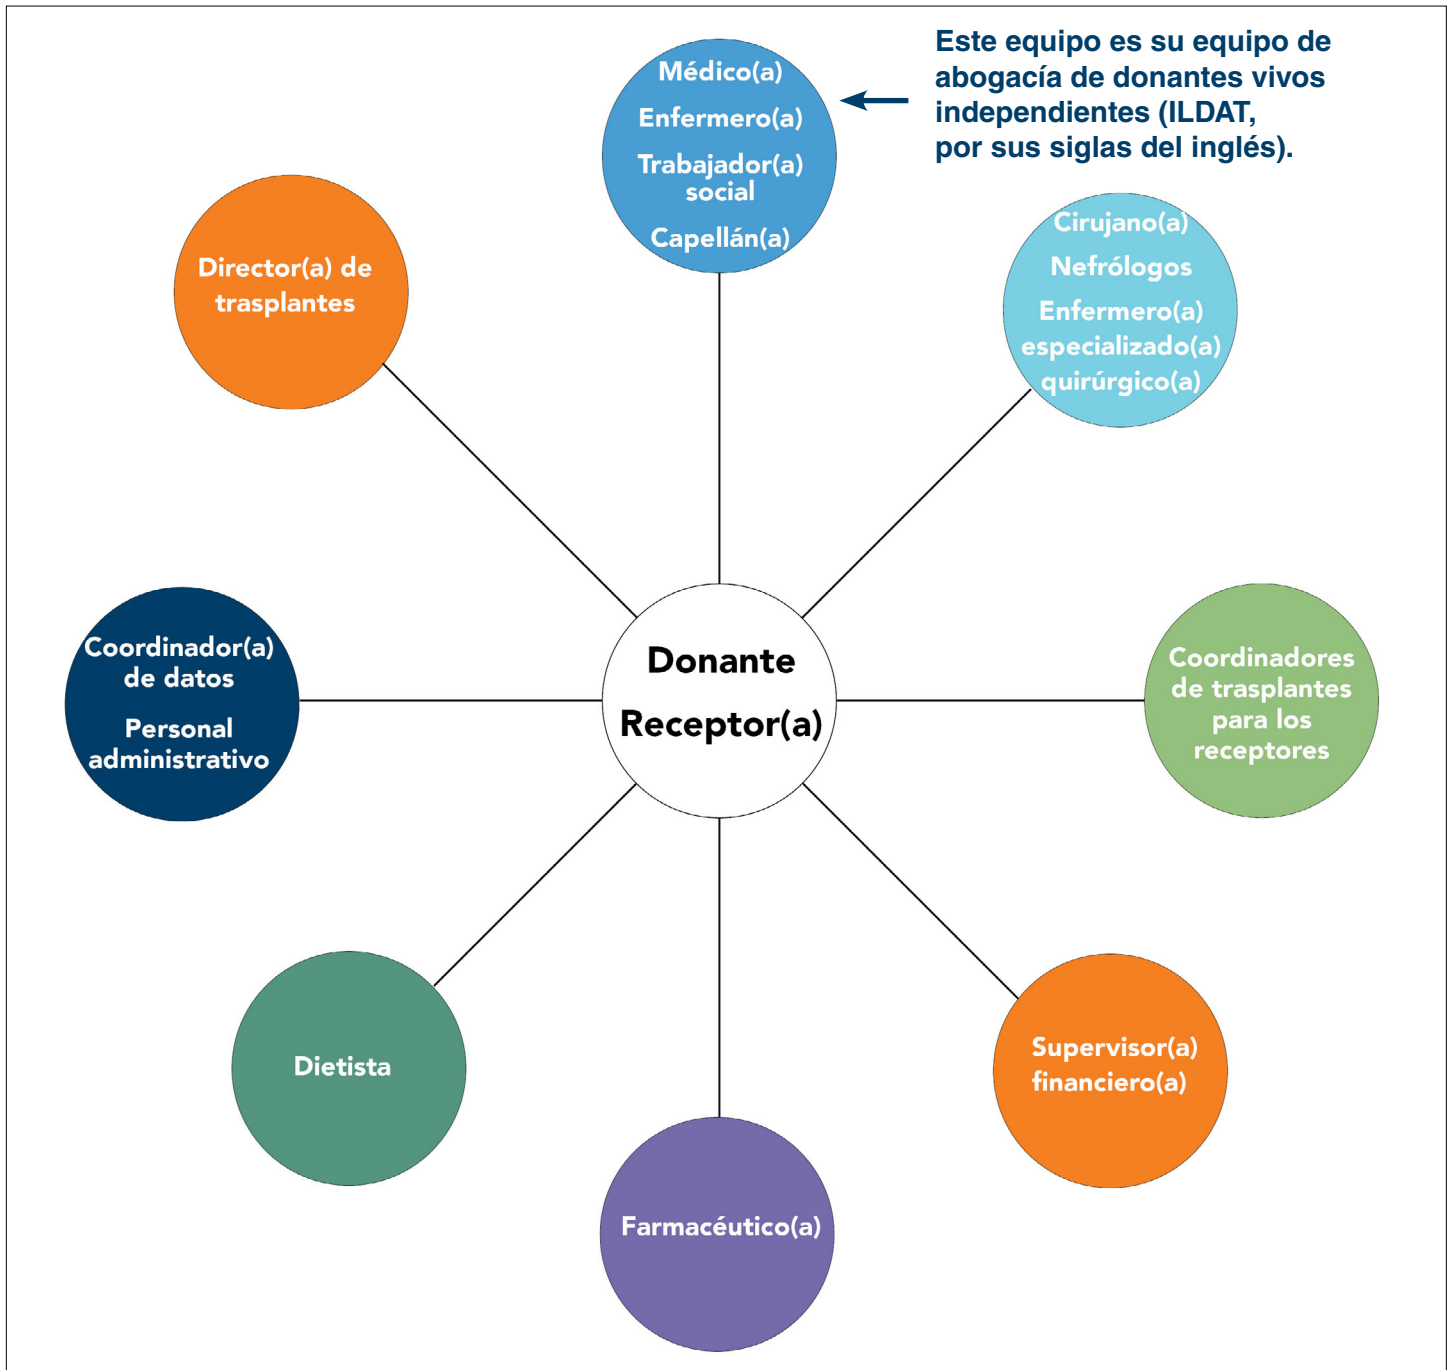 Este equipo es su equipo de
abogacía de donantes vivos
independientes (ILDAT,
por sus siglas del inglés).
Médico(a)
Enfermero(a)
Trabajador(a)
social
Capellán(a)
Cirujano(a)
Nefrólogos
Enfermero(a)
especializado(a)
quirúrgico(a)
Director(a) de
trasplantes
Donante
Receptor(a)
Coordinador(a)
de datos
Personal
administrativo
Coordinadores
de trasplantes
para los
receptores
Dietista
Supervisor(a)
financiero(a)
Farmacéutico(a)